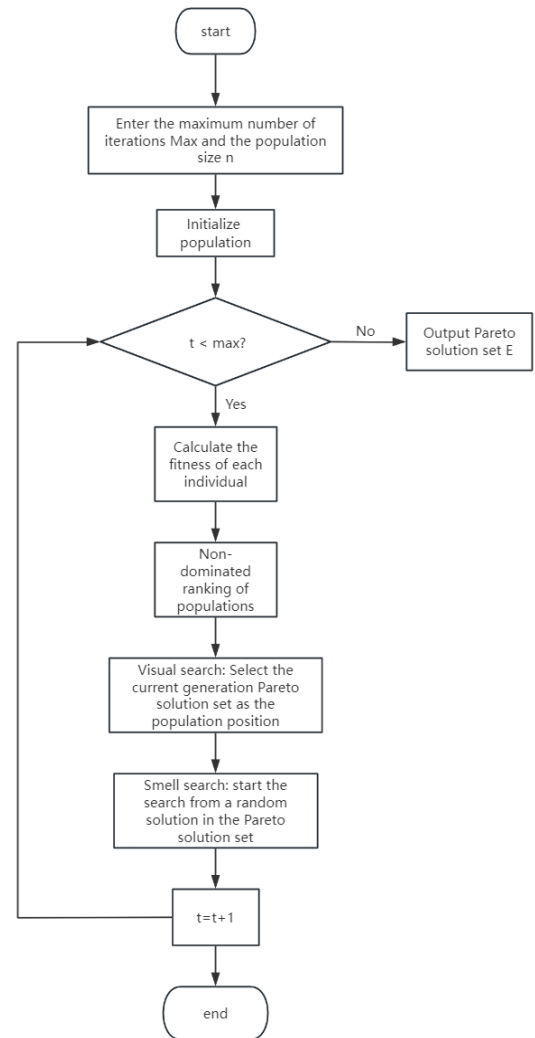 start
Enter the maximum number of
iterations Max and the population
size n
Initialize
population
t < max?
No
Output Pareto
solution set E
Yes
Calculate the
fitness of each
individual
Non-
dominated
ranking of
populations
Visual search: Select the
current generation Pareto
solution set as the
population position
Smell search: start the
search from a random
solution in the Pareto
solution set
t=t+1
end